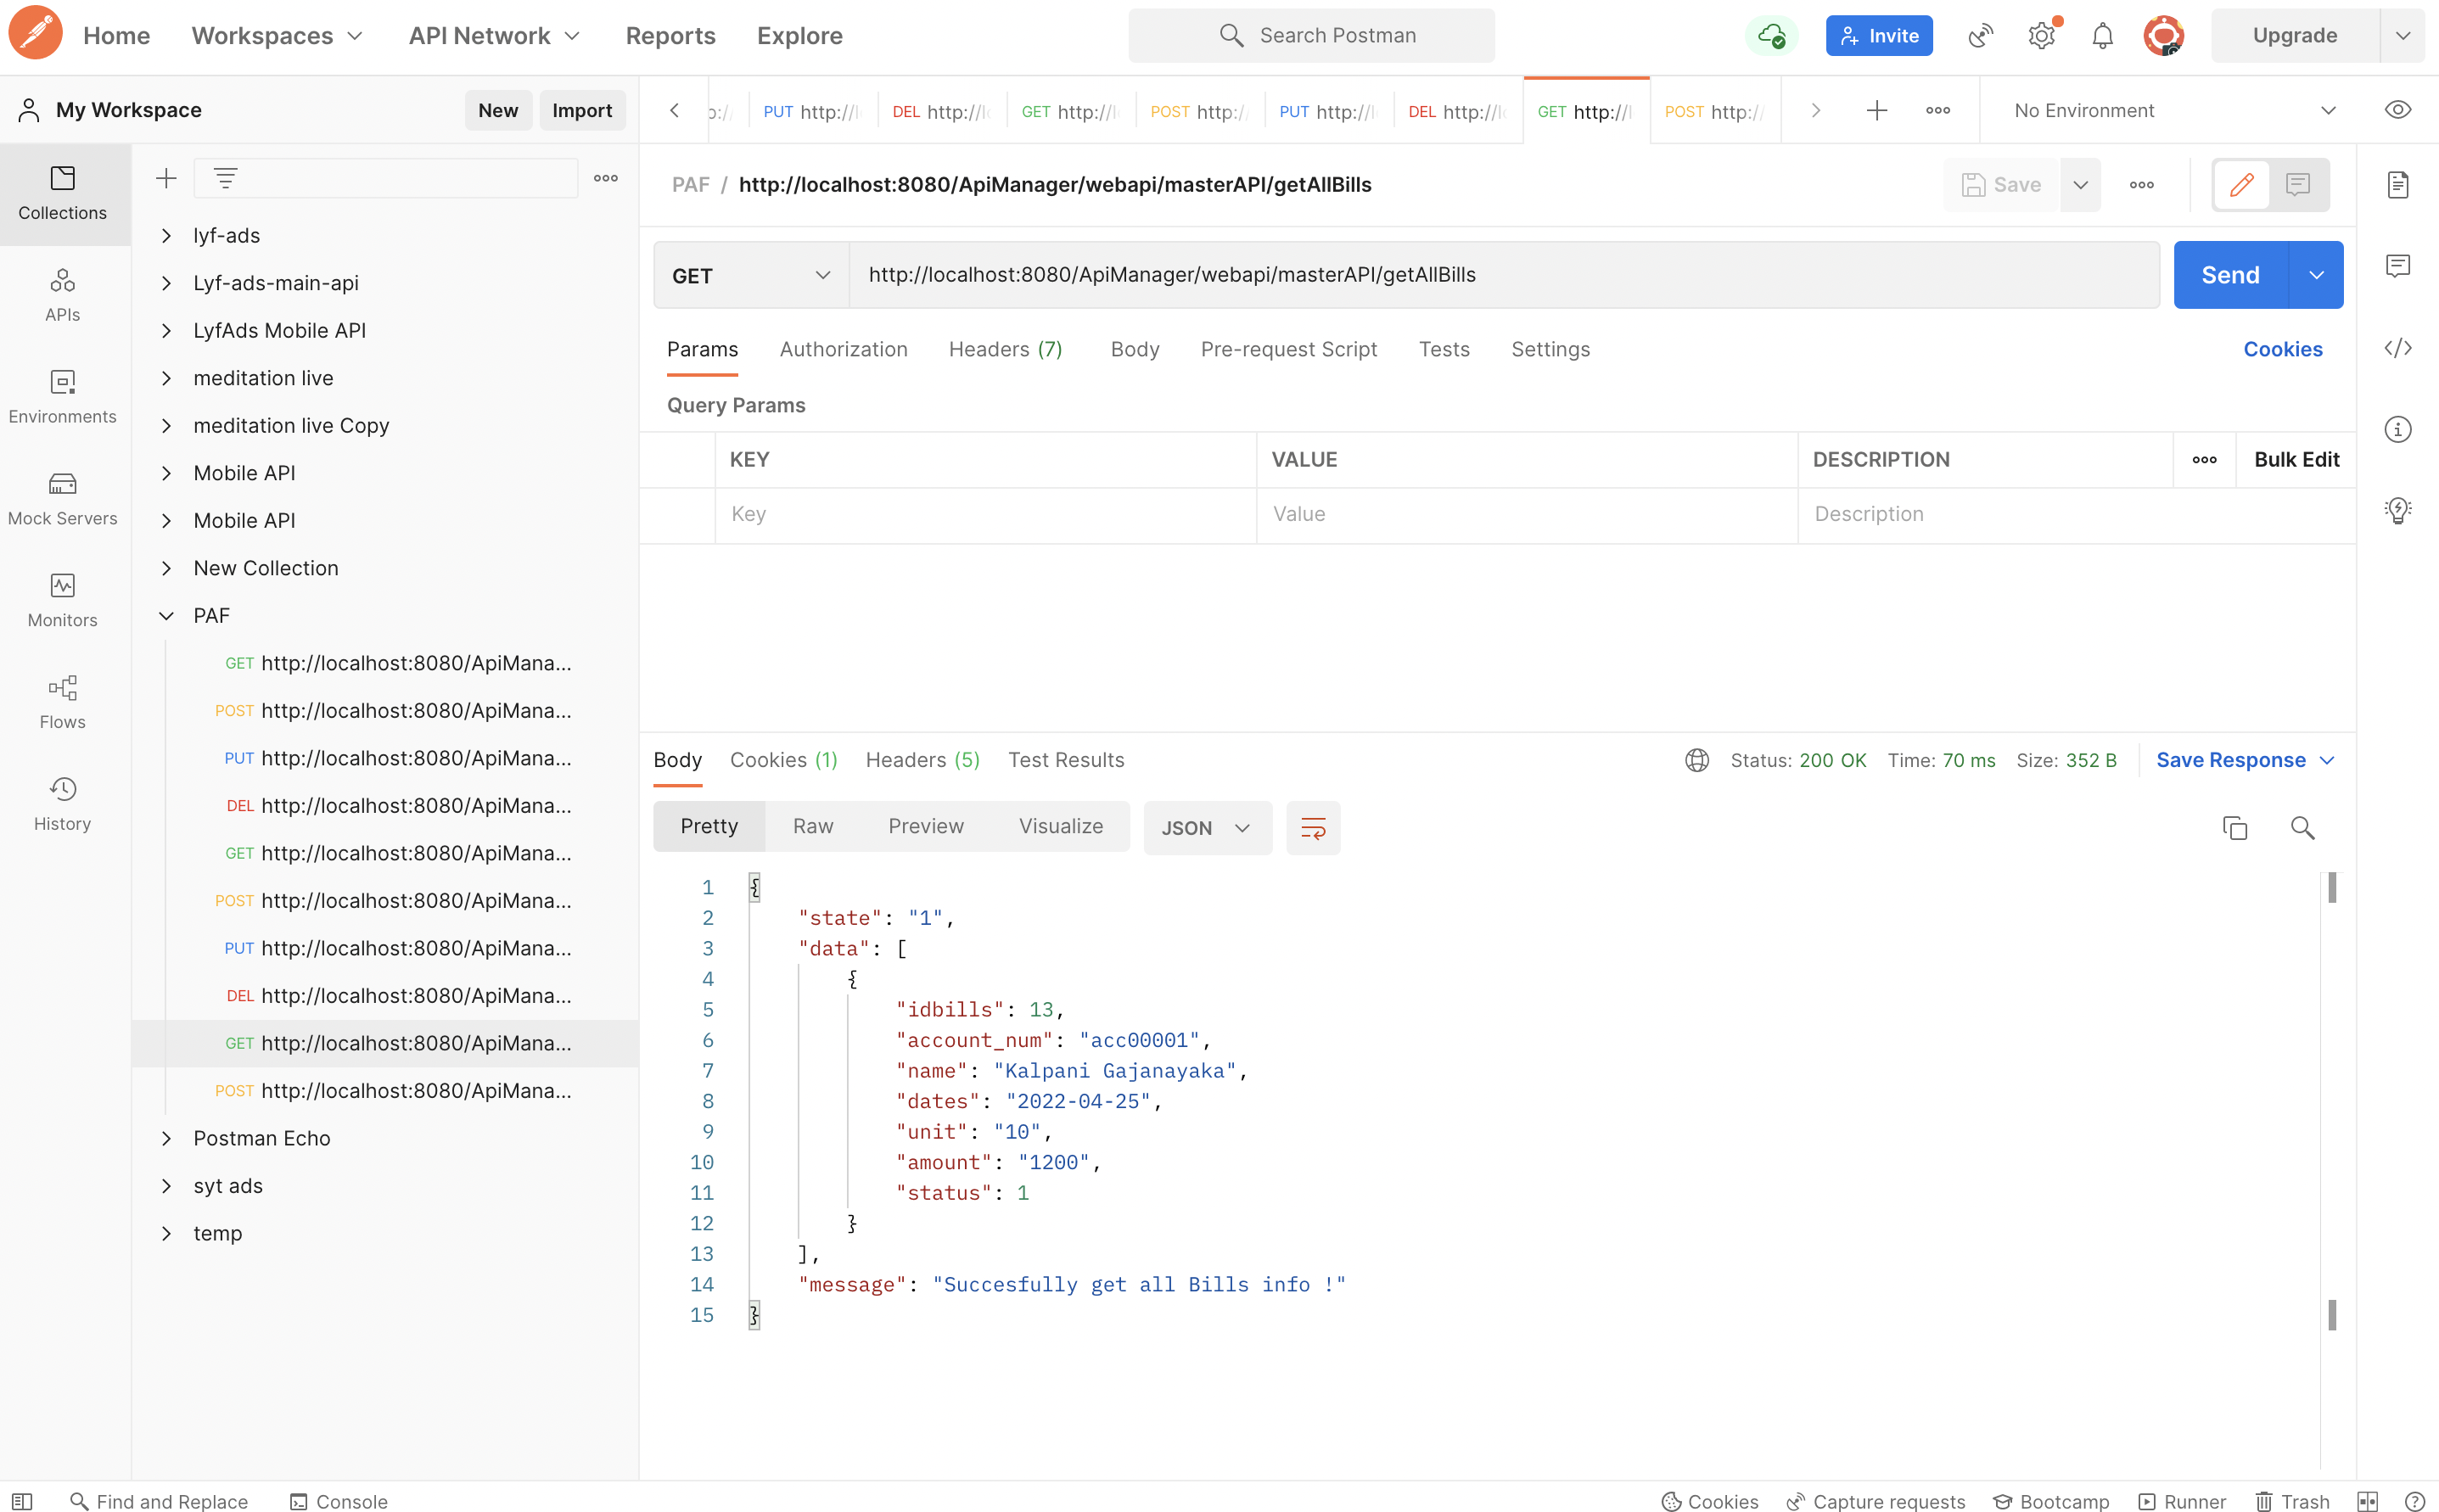 Home Workspaces API Network Reports Explore Search Postman Invite Upgrade
My Workspace New Import
PUT http://l DEL http://lo GET http://l POST http:/ PUT http://l DEL http://lo GET http://l POST http:/ No Environment
Collections
APIs
Environments
Mock Servers
Monitors
Flows
History
lyf-ads
Lyf-ads-main-api
LyfAds Mobile API
meditation live
meditation live Copy
Mobile API
Mobile API
New Collection
PAF
GET http://localhost:8080/ApiMana...
POST http://localhost:8080/ApiMana...
PUT http://localhost:8080/ApiMana...
DEL http://localhost:8080/ApiMana...
GET http://localhost:8080/ApiMana...
POST http://localhost:8080/ApiMana...
PUT http://localhost:8080/ApiMana...
DEL http://localhost:8080/ApiMana...
GET http://localhost:8080/ApiMana...
POST http://localhost:8080/ApiMana...
Postman Echo
syt ads
temp
PAF / http://localhost:8080/ApiManager/webapi/masterAPI/getAllBills Save
GET http://localhost:8080/ApiManager/webapi/masterAPI/getAllBills Send
Params Authorization Headers (7) Body Pre-request Script Tests Settings Cookies
Query Params
KEY VALUE DESCRIPTION Bulk Edit
Key Value Description
Body Cookies (1) Headers (5) Test Results Status: 200 OK Time: 70 ms Size: 352 B Save Response
Pretty Raw Preview Visualize JSON
1 {
2 "state": "1",
3 "data": [
4 {
5 "idbills": 13,
6 "account_num": "acc00001",
7 "name": "Kalpani Gajanayaka",
8 "dates": "2022-04-25",
9 "unit": "10",
10 "amount": "1200",
11 "status": 1
12 }
13 ],
14 "message": "Succesfully get all Bills info !"
15 }
Find and Replace Console Cookies Capture requests Bootcamp Runner Trash